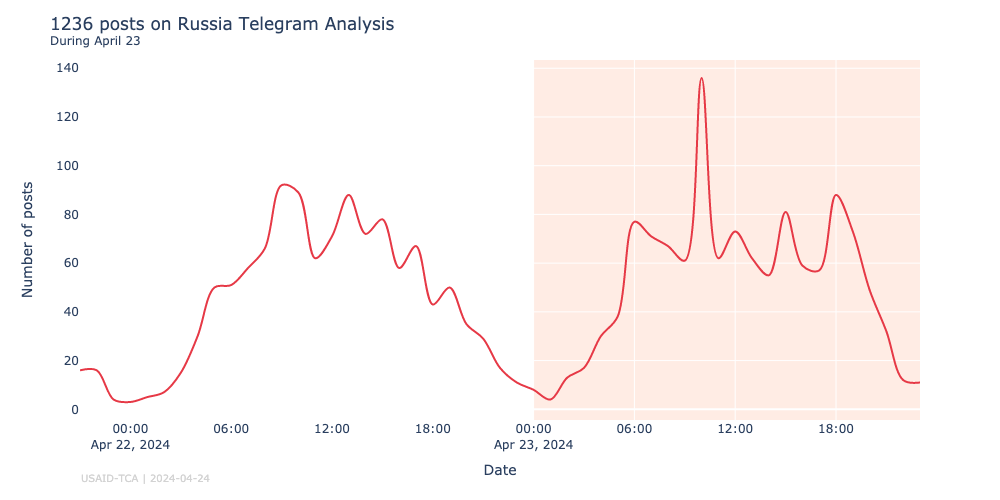 1236 posts on Russia Telegram Analysis
During April 23
140
120
100
80
60
40
20
0
Number of posts
00:00 06:00 12:00 18:00 00:00 06:00 12:00 18:00
Apr 22, 2024 Apr 23, 2024
Date
USAID-TCA | 2024-04-24